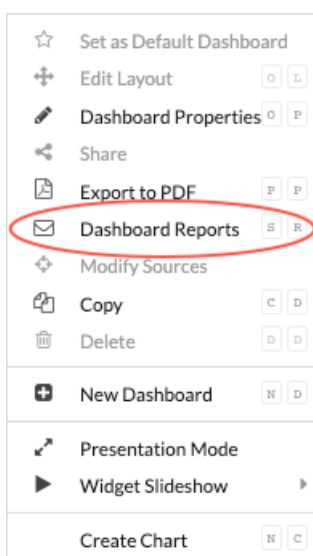 Set as Default Dashboard
Edit Layout O L
Dashboard Properties O P
Share
Export to PDF P P
Dashboard Reports S R
Modify Sources
Copy C D
Delete D D
New Dashboard N D
Presentation Mode
Widget Slideshow
Create Chart N C